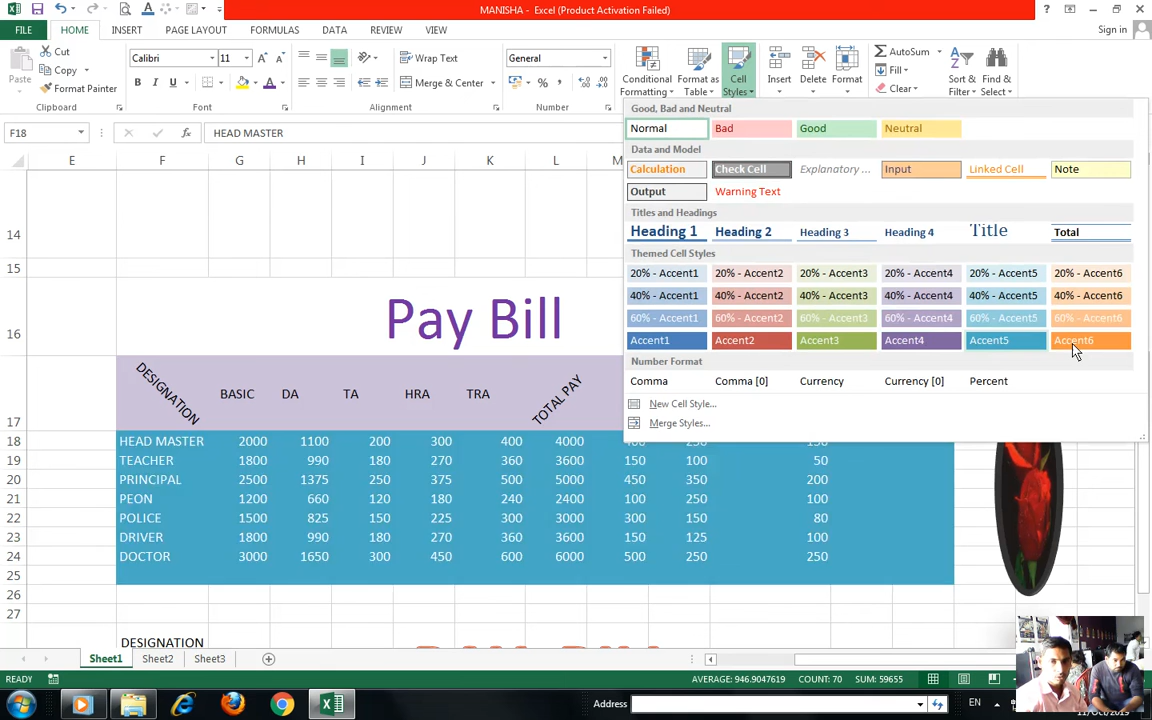 MANISHA - Excel (Product Activation Failed)
FILE HOME INSERT PAGE LAYOUT FORMULAS DATA REVIEW VIEW Sign in
Cut
Copy
Format Painter
Paste
Clipboard
Calibri 11
Font
Wrap Text
Merge & Center
Alignment
General
Number
Conditional Formatting
Format as Table
Cell Styles
Insert Delete Format
AutoSum
Fill
Clear
Sort & Filter
Find & Select
F18 HEAD MASTER
E F G H I J K L M
Good, Bad and Neutral
Normal Bad Good Neutral
Data and Model
Calculation Check Cell Explanatory ... Input Linked Cell Note
Output Warning Text
Titles and Headings
Heading 1 Heading 2 Heading 3 Heading 4 Title Total
Themed Cell Styles
20% - Accent1 20% - Accent2 20% - Accent3 20% - Accent4 20% - Accent5 20% - Accent6
40% - Accent1 40% - Accent2 40% - Accent3 40% - Accent4 40% - Accent5 40% - Accent6
60% - Accent1 60% - Accent2 60% - Accent3 60% - Accent4 60% - Accent5 60% - Accent6
Accent1 Accent2 Accent3 Accent4 Accent5 Accent6
Number Format
Comma Comma [0] Currency Currency [0] Percent
New Cell Style...
Merge Styles...
14
15
16 Pay Bill
17 DESIGNATION BASIC DA TA HRA TRA TOTAL PAY
18 HEAD MASTER 2000 1100 200 300 400 4000
19 TEACHER 1800 990 180 270 360 3600 150 100 50
20 PRINCIPAL 2500 1375 250 375 500 5000 450 350 200
21 PEON 1200 660 120 180 240 2400 100 250 100
22 POLICE 1500 825 150 225 300 3000 300 150 80
23 DRIVER 1800 990 180 270 360 3600 150 125 100
24 DOCTOR 3000 1650 300 450 600 6000 500 250 250
25
26
27
DESIGNATION
Sheet1 Sheet2 Sheet3
READY AVERAGE: 946.9047619 COUNT: 70 SUM: 59655
Address EN